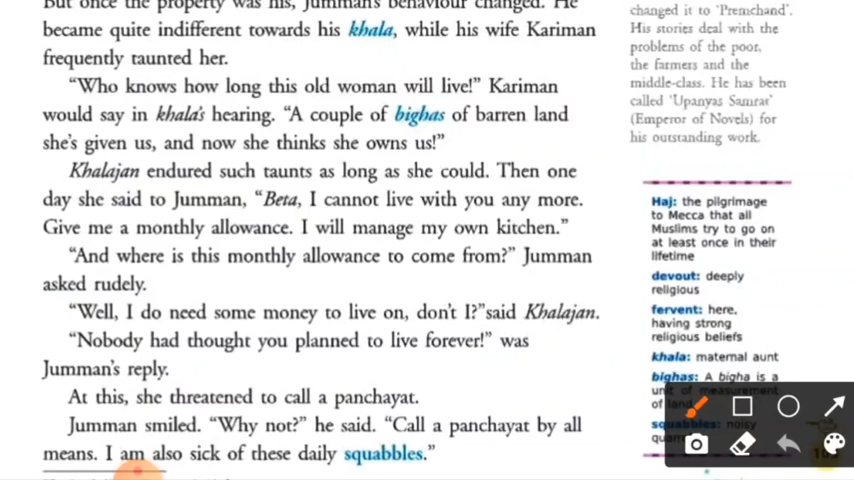 But once the property was his, Jumman's behaviour changed. He
became quite indifferent towards his khala, while his wife Kariman
frequently taunted her.
"Who knows how long this old woman will live!" Kariman
would say in khala's hearing. "A couple of bighas of barren land
she's given us, and now she thinks she owns us!"
Khalajan endured such taunts as long as she could. Then one
day she said to Jumman, "Beta, I cannot live with you any more.
Give me a monthly allowance. I will manage my own kitchen."
"And where is this monthly allowance to come from?" Jumman
asked rudely.
"Well, I do need some money to live on, don't I?"said Khalajan.
"Nobody had thought you planned to live forever!" was
Jumman's reply.
At this, she threatened to call a panchayat.
Jumman smiled. "Why not?" he said. "Call a panchayat by all
means. I am also sick of these daily squabbles."
changed it to 'Premchand'.
His stories deal with the
problems of the poor,
the farmers and the
middle-class. He has been
called 'Upanyas Samrat'
(Emperor of Novels) for
his outstanding work.
Haj: the pilgrimage
to Mecca that all
Muslims try to go on
at least once in their
lifetime
devout: deeply
religious
fervent: here,
having strong
religious beliefs
khala: maternal aunt
bighas: A bigha is a
unit of measurement
of land
squabbles: noisy